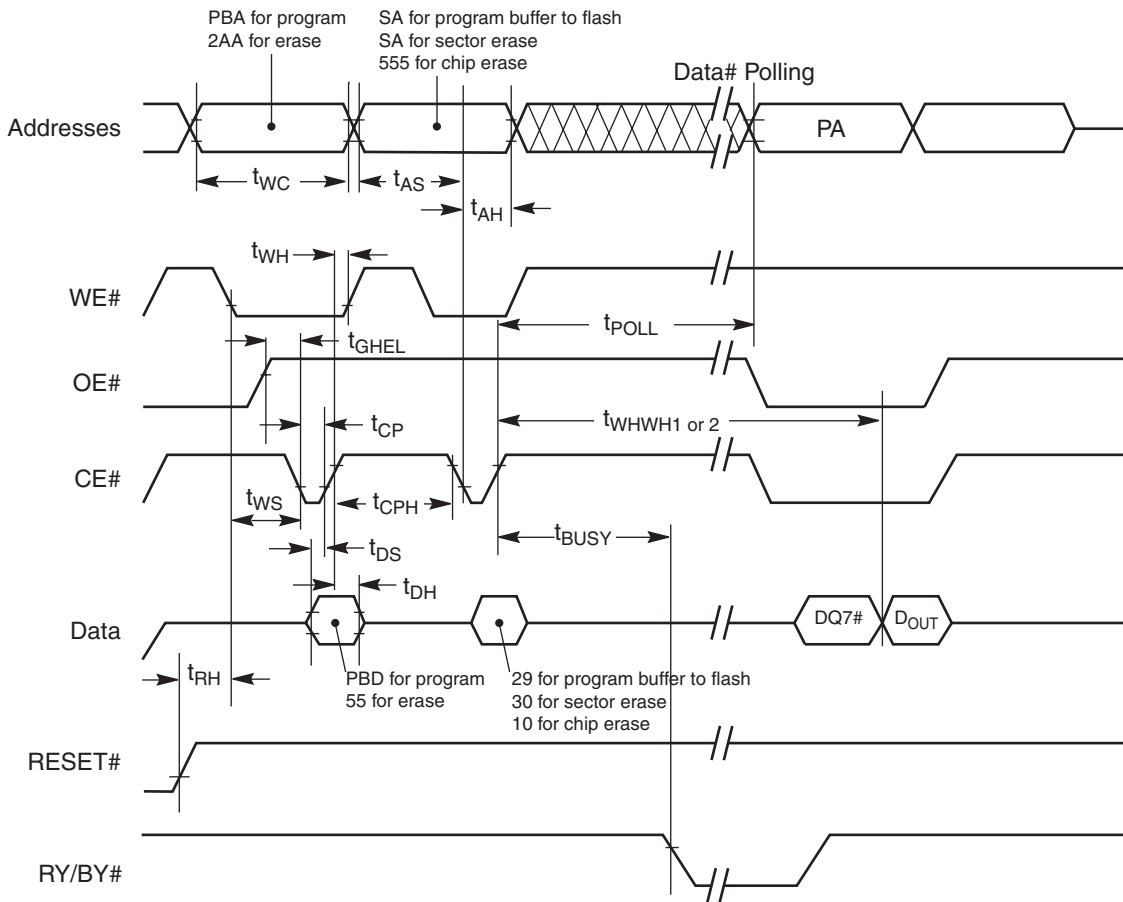 PBA for program
2AA for erase
SA for program buffer to flash
SA for sector erase
555 for chip erase
Data# Polling
Addresses
PA
tWC
tAS
tAH
tWH
WE#
tPOLL
tGHEL
OE#
tWHWH1 or 2
tCP
CE#
tWS
tCPH
tBUSY
tDS
tDH
Data
DQ7#
DOUT
tRH
PBD for program
55 for erase
29 for program buffer to flash
30 for sector erase
10 for chip erase
RESET#
RY/BY#